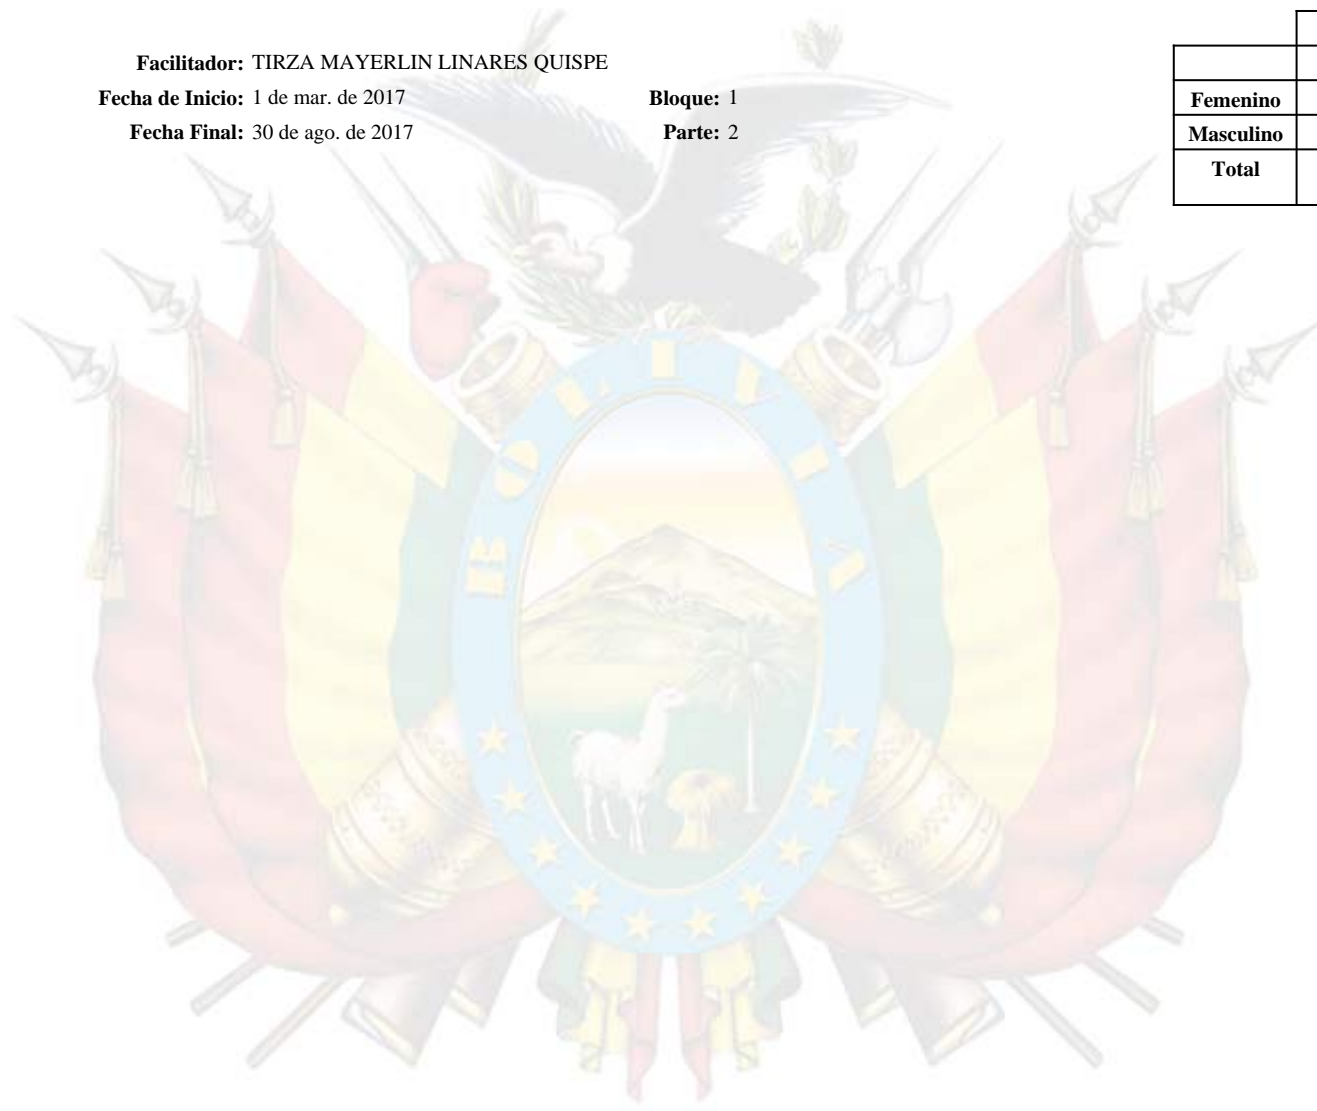 Facilitador: TIRZA MAYERLIN LINARES QUISPE
Fecha de Inicio: 1 de mar. de 2017 Bloque: 1
Fecha Final: 30 de ago. de 2017 Parte: 2
Femenino
Masculino
Total
BOLIVIA